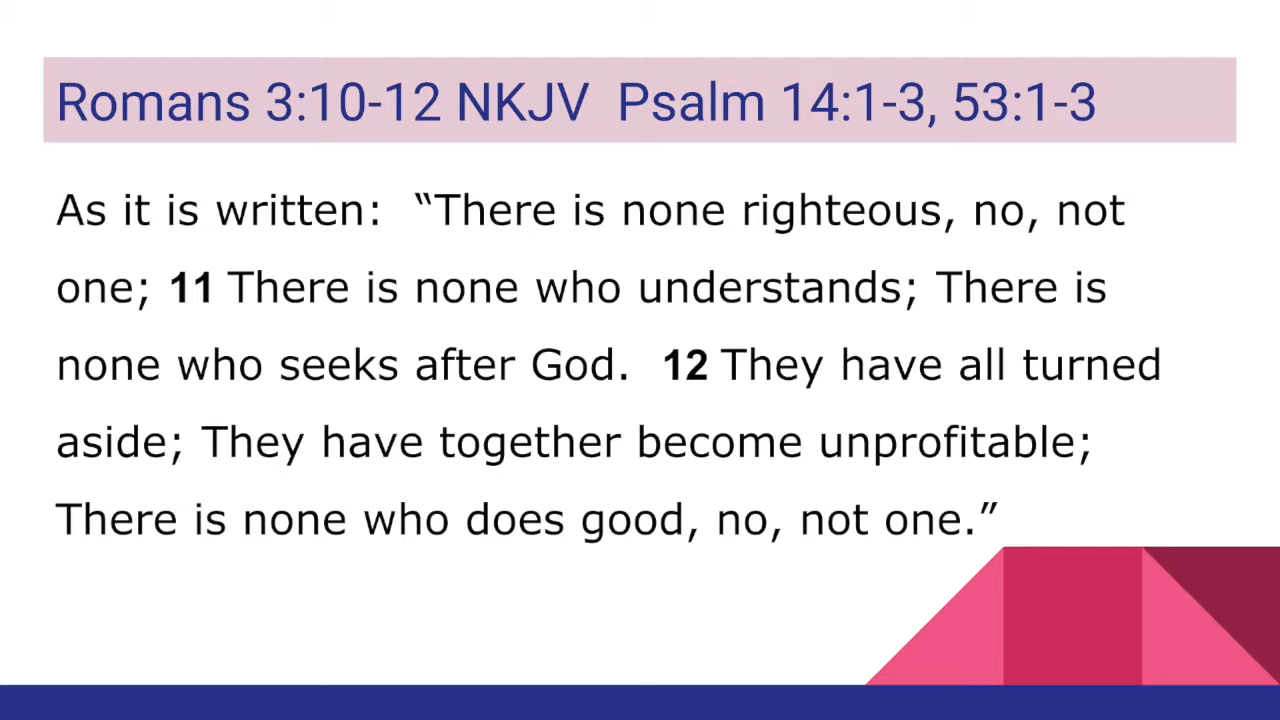 Romans 3:10-12 NKJV  Psalm 14:1-3, 53:1-3
As it is written:  “There is none righteous, no, not
one; 11 There is none who understands; There is
none who seeks after God.  12 They have all turned
aside; They have together become unprofitable;
There is none who does good, no, not one.”